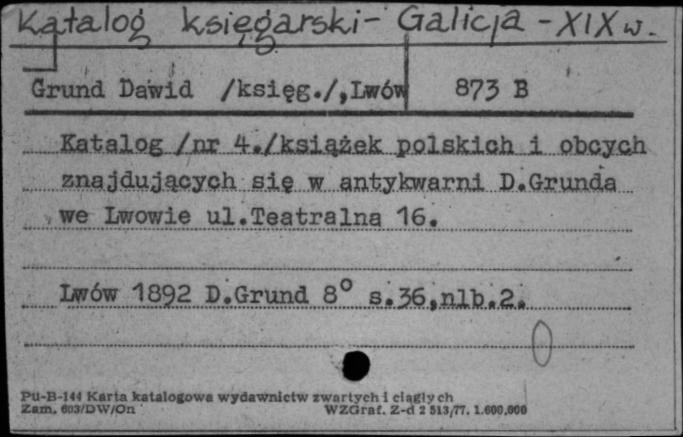 Katalog księgarski - Galicja - XIX w.
Grund Dawid /księg./,Lwów 873 B
Katalog /nr 4./książek polskich i obcych
znajdujących się w antykwarni D.Grunda
we Lwowie ul.Teatralna 16.
Lwów 1892 D.Grund 8° s.36,nlb.2.
Pu-B-144 Karta katalogowa wydawnictw zwartych i ciągłych
Zam. 603/DW/On WZGraf. Z-d 2 513/77. 1.600.000